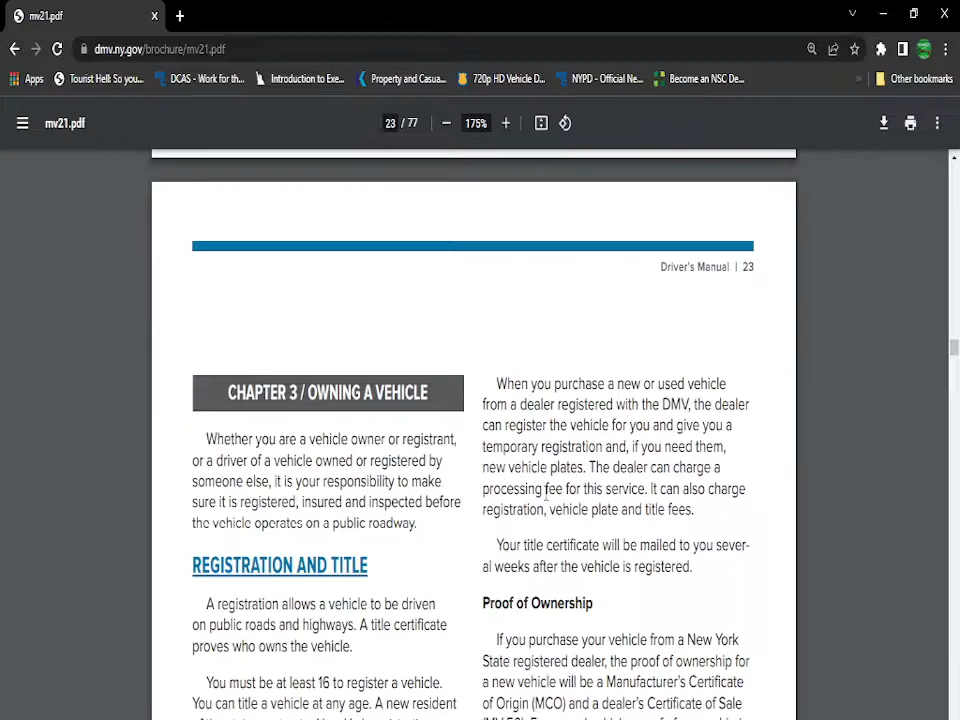 mv21.pdf
dmv.ny.gov/brochure/mv21.pdf
Apps
Tourist Help: So you...
DCAS - Work for th...
Introduction to Exe...
Property and Casua...
720p HD Vehicle D...
NYPD - Official Ne...
Become an NSC De...
»
Other bookmarks
mv21.pdf
23 / 77
175%
Driver's Manual | 23
CHAPTER 3 / OWNING A VEHICLE
Whether you are a vehicle owner or registrant,
or a driver of a vehicle owned or registered by
someone else, it is your responsibility to make
sure it is registered, insured and inspected before
the vehicle operates on a public roadway.
REGISTRATION AND TITLE
A registration allows a vehicle to be driven
on public roads and highways. A title certificate
proves who owns the vehicle.
You must be at least 16 to register a vehicle.
You can title a vehicle at any age. A new resident
When you purchase a new or used vehicle
from a dealer registered with the DMV, the dealer
can register the vehicle for you and give you a
temporary registration and, if you need them,
new vehicle plates. The dealer can charge a
processing fee for this service. It can also charge
registration, vehicle plate and title fees.
Your title certificate will be mailed to you sever-
al weeks after the vehicle is registered.
Proof of Ownership
If you purchase your vehicle from a New York
State registered dealer, the proof of ownership for
a new vehicle will be a Manufacturer's Certificate
of Origin (MCO) and a dealer's Certificate of Sale